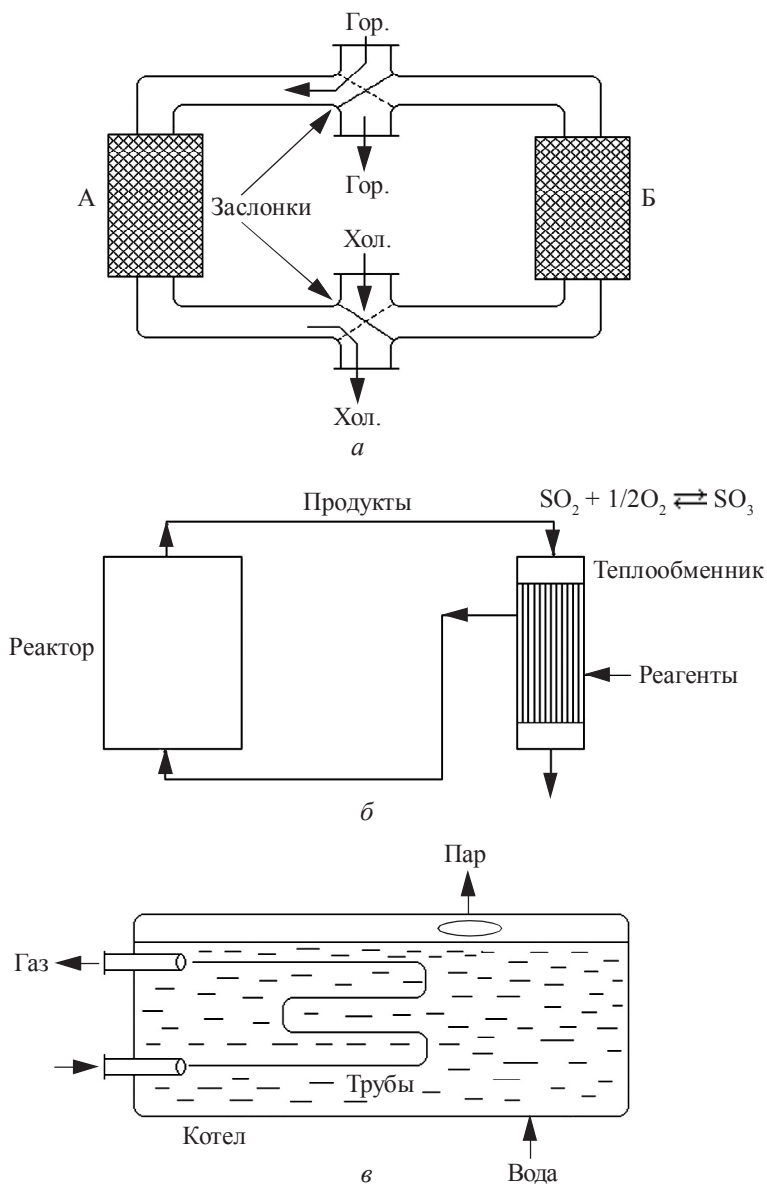 Гор.
А
Заслонки
Гор.
Б
Хол.
Хол.
а
Продукты
SO₂ + 1/2O₂ ⇄ SO₃
Теплообменник
Реактор
Реагенты
б
Пар
Газ
Трубы
Котел
Вода
в